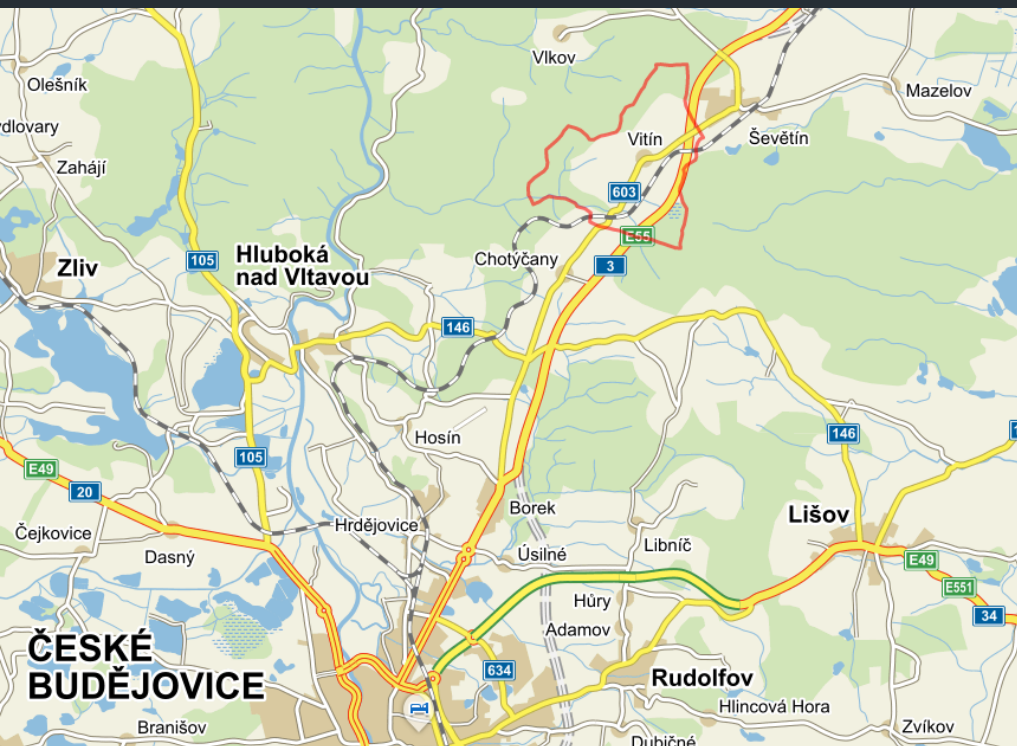 Vlkov
Olešník
Mazelov
dlovary
Vitín
Ševětín
Zahájí
603
E55
Hluboká
nad Vltavou
105
Chotýčany
3
Zliv
146
Hosín
146
105
E49
20
Borek
Lišov
Hrdějovice
Čejkovice
Libníč
Úsilné
Dasný
E49
E551
Hůry
34
Adamov
ČESKÉ
BUDĚJOVICE
634
Rudolfov
Hlincová Hora
Branišov
Zvíkov
Dubičné